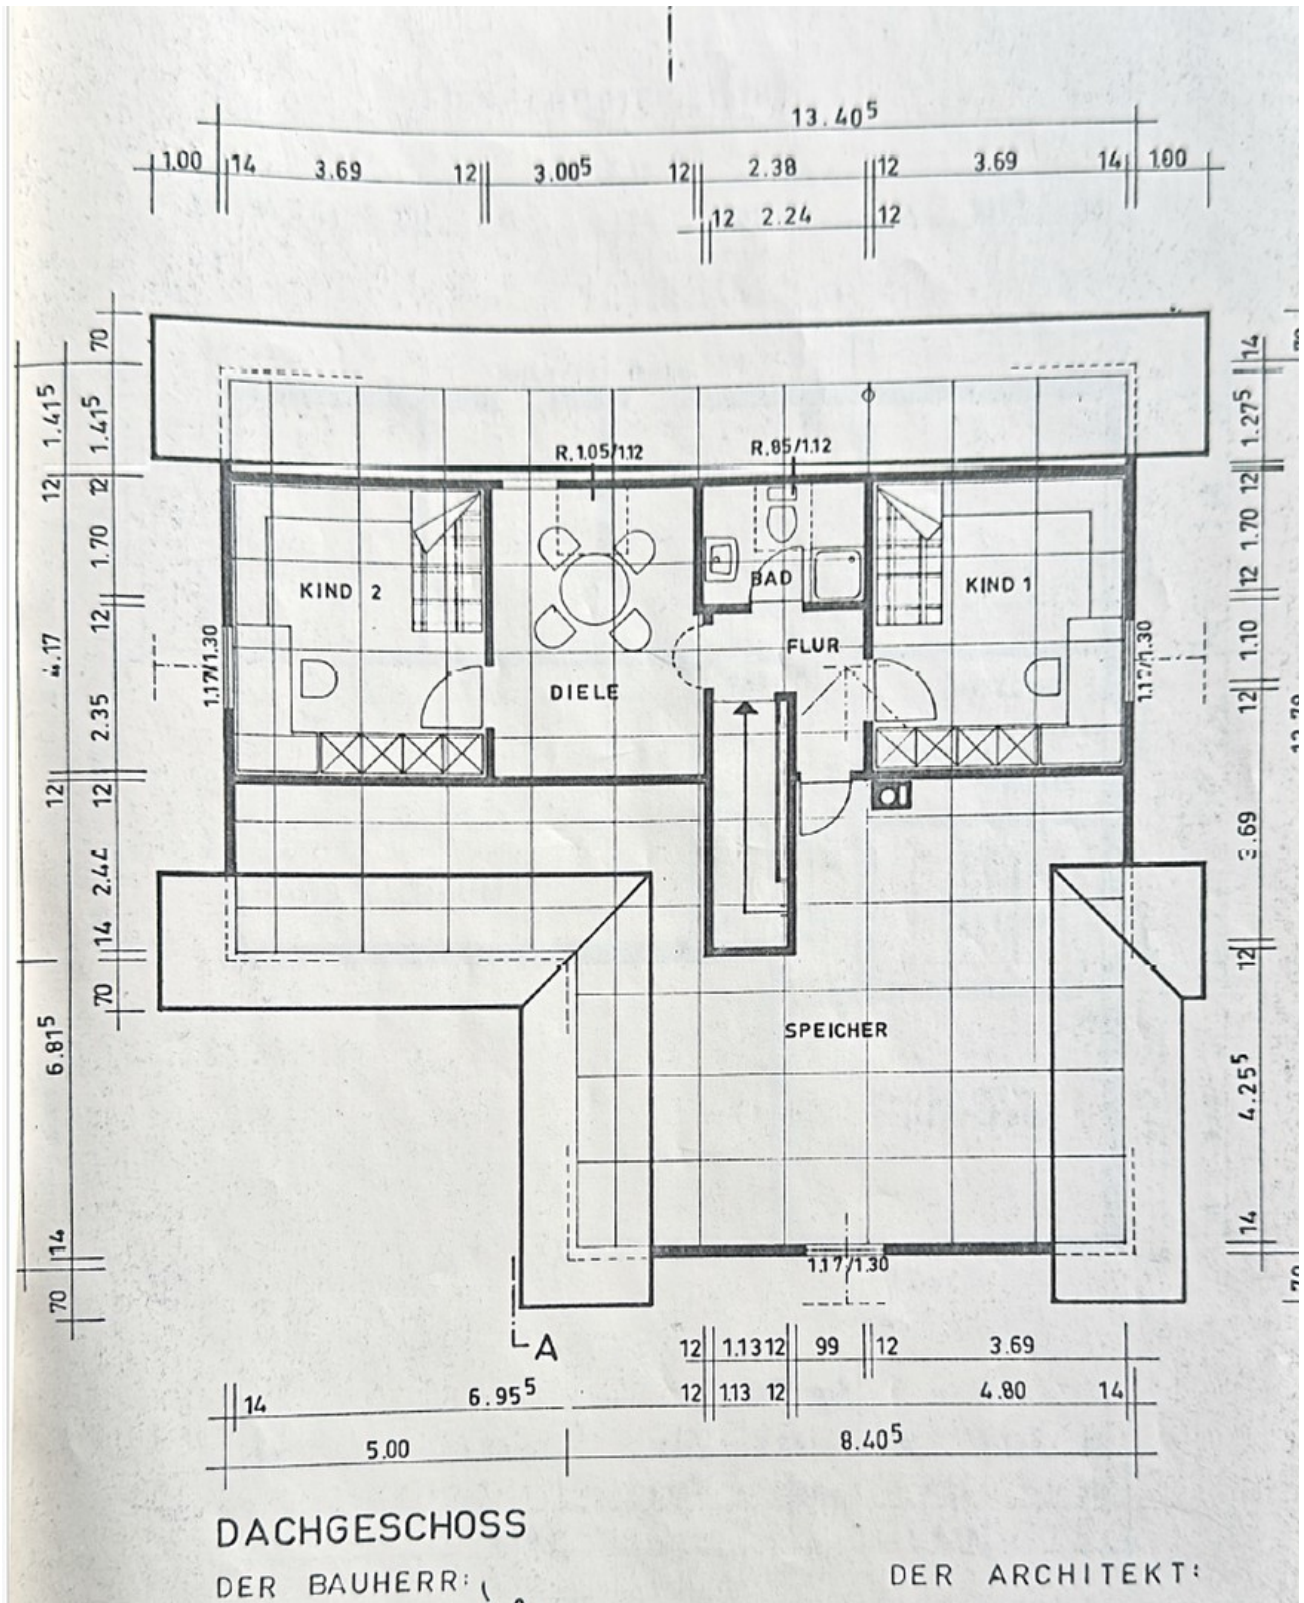 13.40⁵
1.00 14 3.69 12 3.00⁵ 12 2.38 12 3.69 14 1.00
12 2.24 12
70
1.41⁵
1.41⁵
12
12
1.70
12
4.17
2.35
12
12
2.44
14
70
6.81⁵
14
70
14
1.27⁵
12
1.70
12
1.10
12
3.69
12
4.25⁵
14
70
12.70
70
R. 1.05/1.12
R. 85/1.12
KIND 2
BAD
KIND 1
FLUR
DIELE
1.17/1.30
1.17/1.30
SPEICHER
1.17/1.30
A
12 1.13 12 99 12 3.69
14 6.95⁵ 12 1.13 12 4.80 14
5.00 8.40⁵
DACHGESCHOSS
DER BAUHERR:
DER ARCHITEKT: